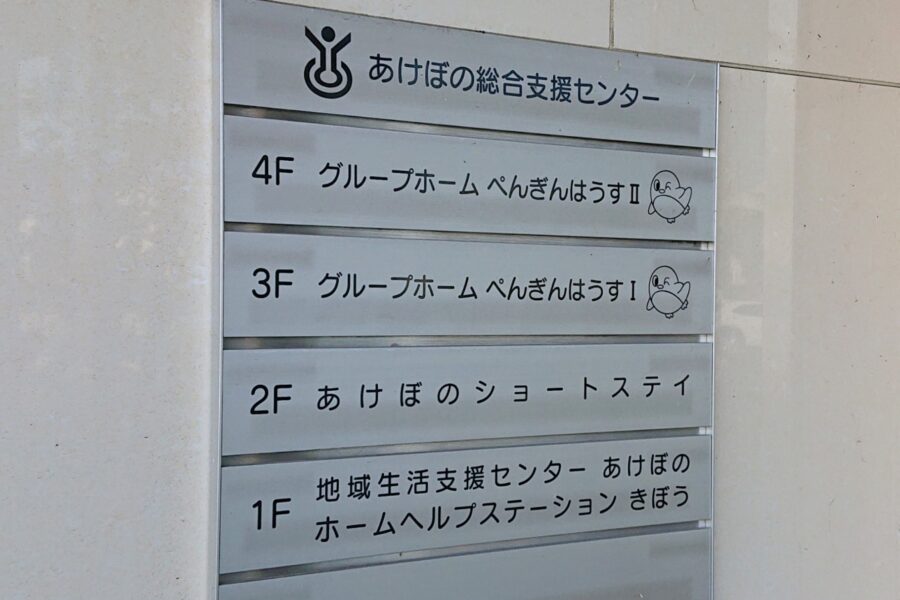 あけぼの総合支援センター
4F グループホーム ぺんぎんはうすⅡ
3F グループホーム ぺんぎんはうすⅠ
2F あけぼのショートステイ
1F 地域生活支援センター あけぼの
ホームヘルプステーション きぼう